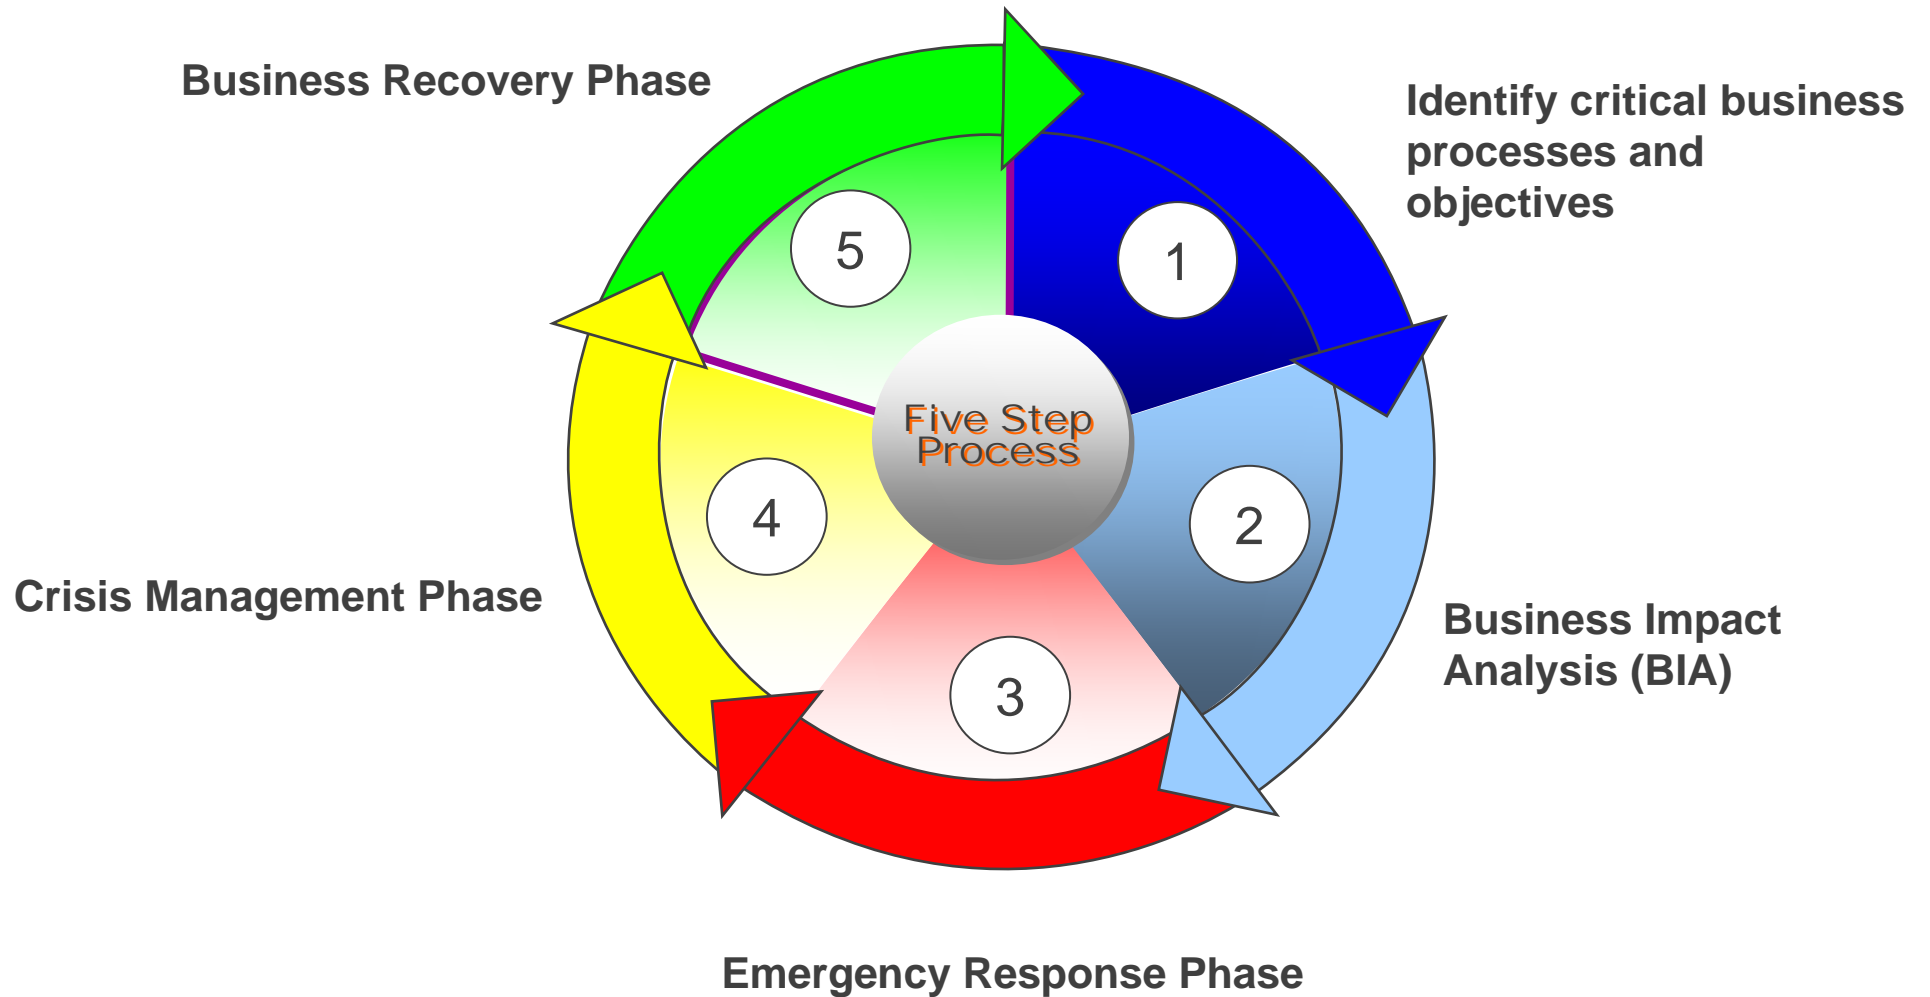 Business Recovery Phase
Identify critical business
processes and
objectives
5
1
Five Step
Process
4
2
Crisis Management Phase
Business Impact
Analysis (BIA)
3
Emergency Response Phase